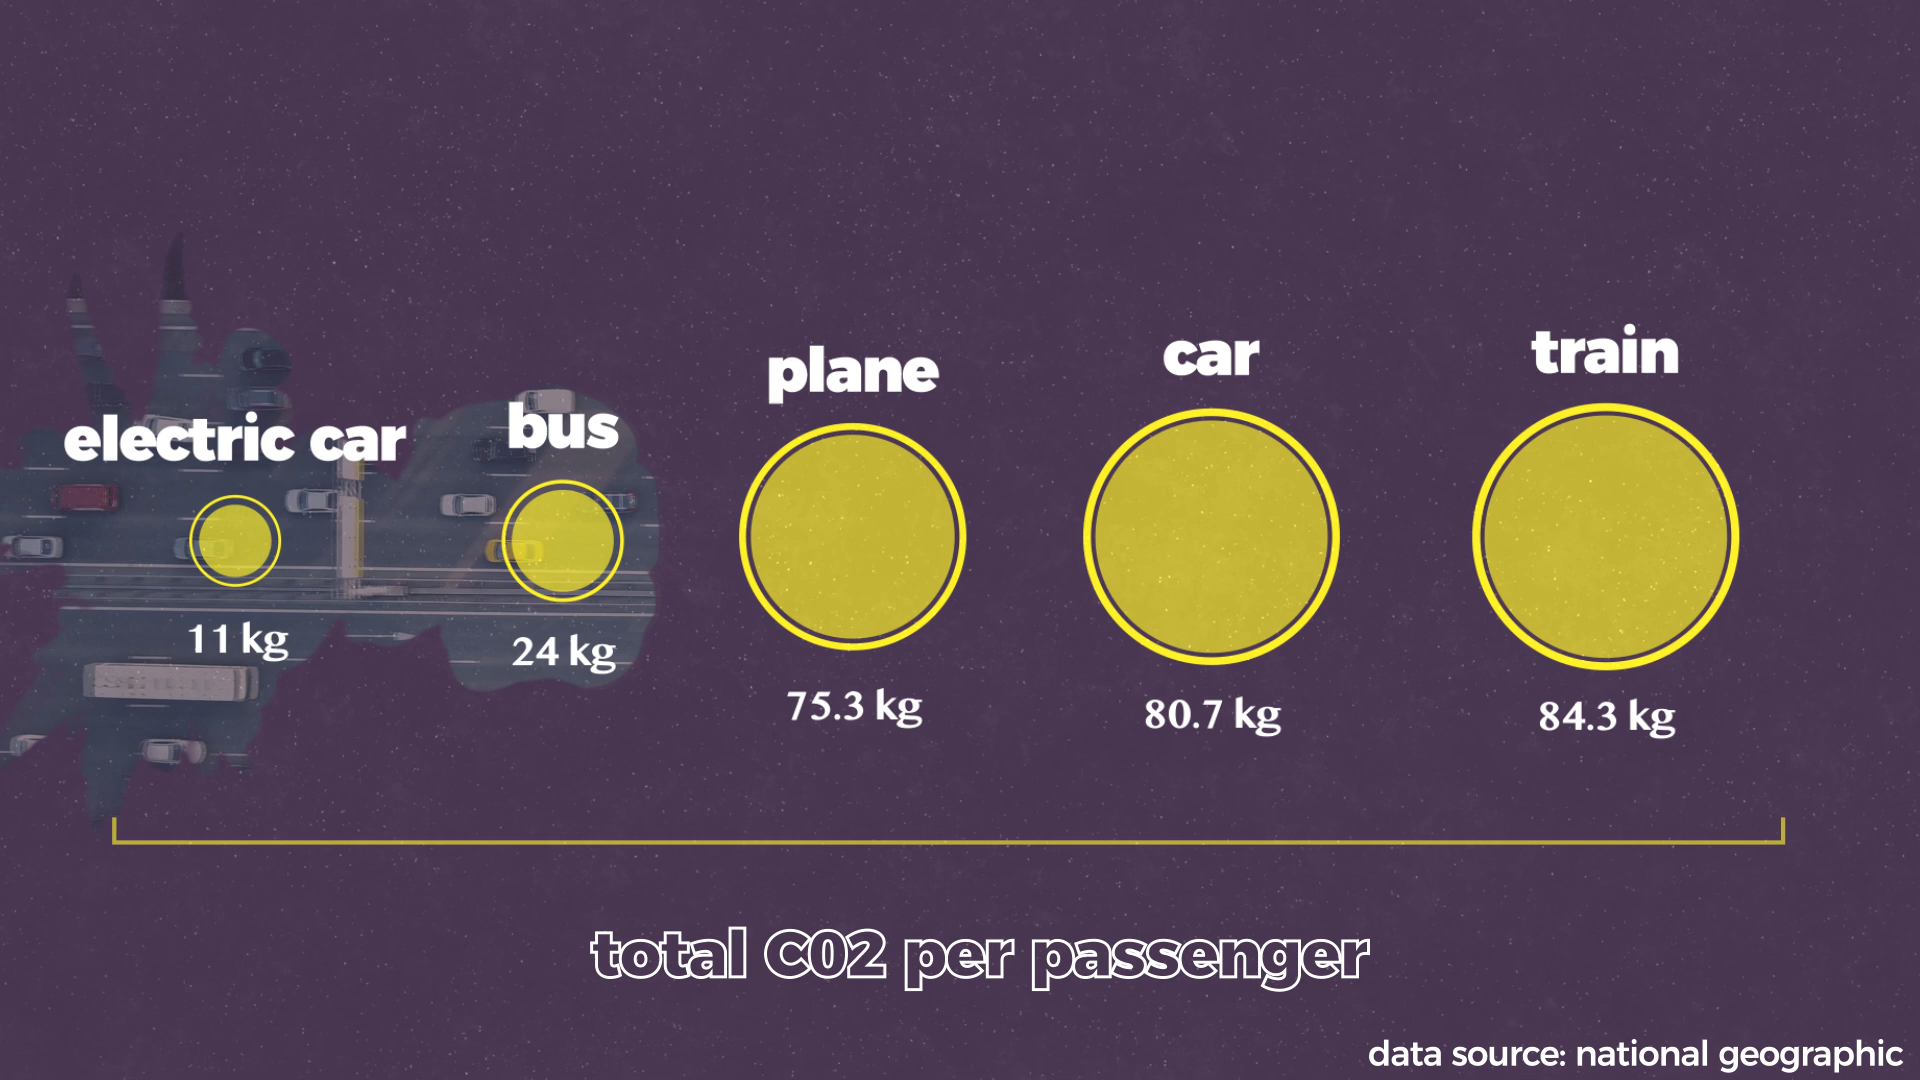 electric car
bus
plane
car
train
11 kg
24 kg
75.3 kg
80.7 kg
84.3 kg
total C02 per passenger
data source: national geographic